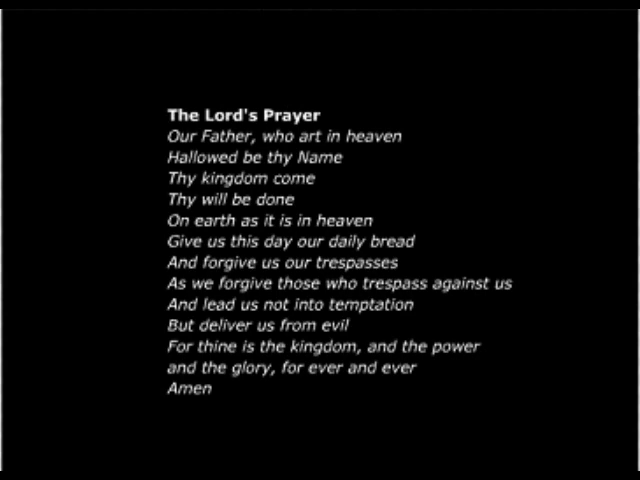 The Lord's Prayer
Our Father, who art in heaven
Hallowed be thy Name
Thy kingdom come
Thy will be done
On earth as it is in heaven
Give us this day our daily bread
And forgive us our trespasses
As we forgive those who trespass against us
And lead us not into temptation
But deliver us from evil
For thine is the kingdom, and the power
and the glory, for ever and ever
Amen